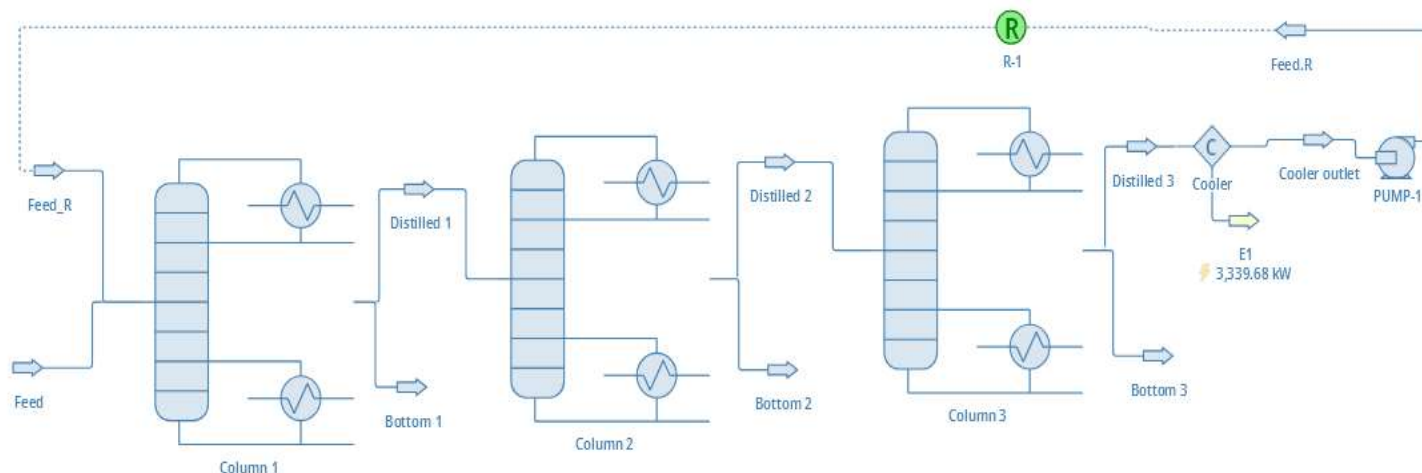 R
R-1
Feed.R
Feed_R
Feed
Column 1
Distilled 1
Bottom 1
Column 2
Distilled 2
Bottom 2
Column 3
Distilled 3
Bottom 3
C
Cooler
E1
3,339.68 kW
Cooler outlet
PUMP-1